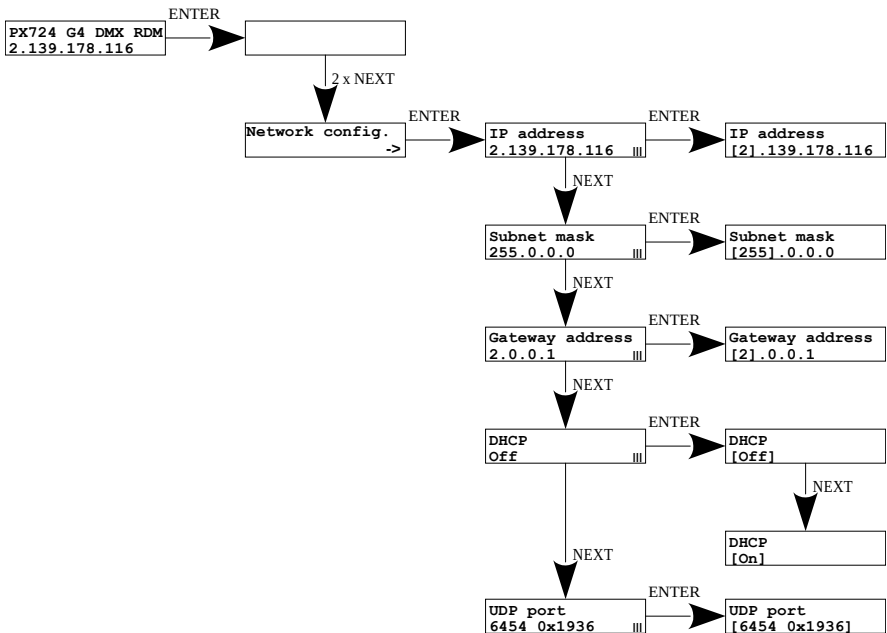 ENTER
PX724 G4 DMX RDM
2.139.178.116
2 x NEXT
Network config.
->
ENTER
IP address
2.139.178.116
ENTER
IP address
[2].139.178.116
NEXT
Subnet mask
255.0.0.0
ENTER
Subnet mask
[255].0.0.0
NEXT
Gateway address
2.0.0.1
ENTER
Gateway address
[2].0.0.1
NEXT
DHCP
Off
ENTER
DHCP
[Off]
NEXT
DHCP
[On]
NEXT
UDP port
6454 0x1936
ENTER
UDP port
[6454 0x1936]